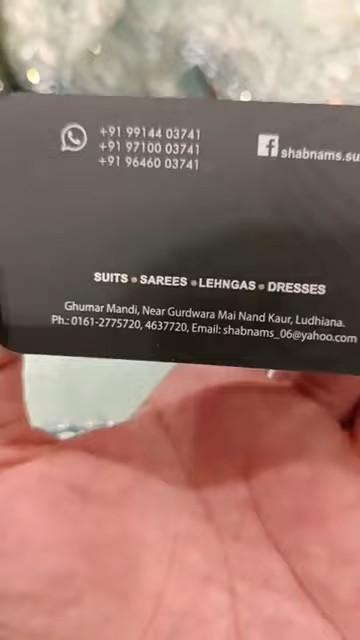 +91 99144 03741
+91 97100 03741
+91 96460 03741
f shabnams.su
SUITS • SAREES • LEHNGAS • DRESSES
Ghumar Mandi, Near Gurdwara Mai Nand Kaur, Ludhiana.
Ph.: 0161-2775720, 4637720, Email: shabnams_06@yahoo.com